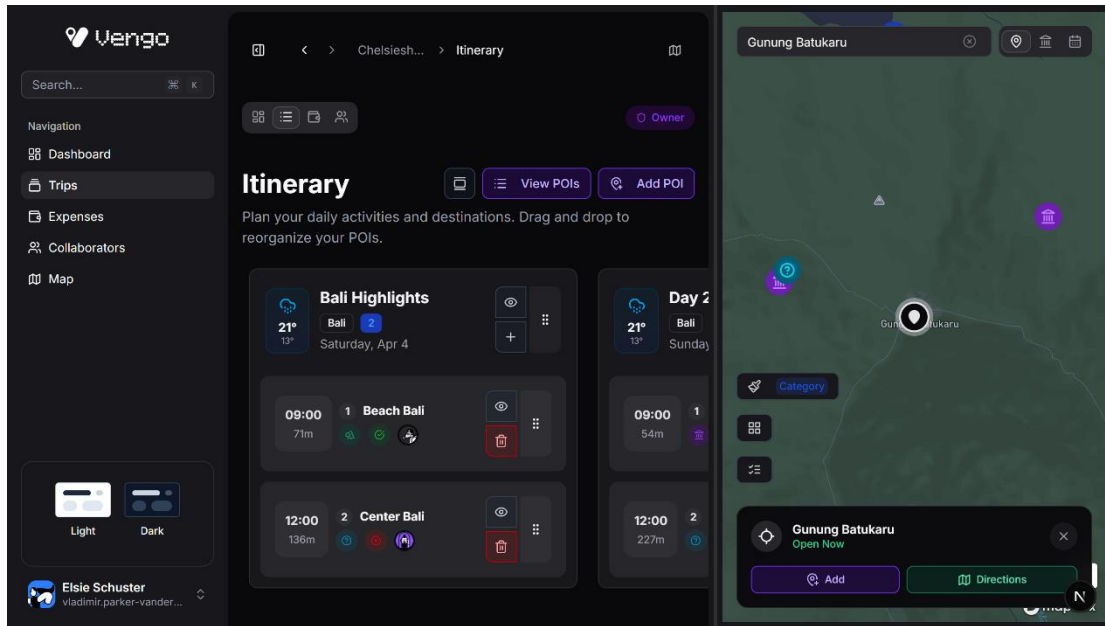 Vengo
Search... ⌘ K
Navigation
Dashboard
Trips
Expenses
Collaborators
Map
Light
Dark
Elsie Schuster
vladimir.parker-vander...
Chelsiesh... > Itinerary
Owner
Itinerary
View POIs
Add POI
Plan your daily activities and destinations. Drag and drop to
reorganize your POIs.
21°
13°
Bali Highlights
Bali 2
Saturday, Apr 4
09:00
71m
1 Beach Bali
12:00
136m
2 Center Bali
21°
13°
Day 2
Bali
Sunday
09:00
54m
1
12:00
227m
2
Gunung Batukaru
Category
Gunung Batukaru
Open Now
Add
Directions
N